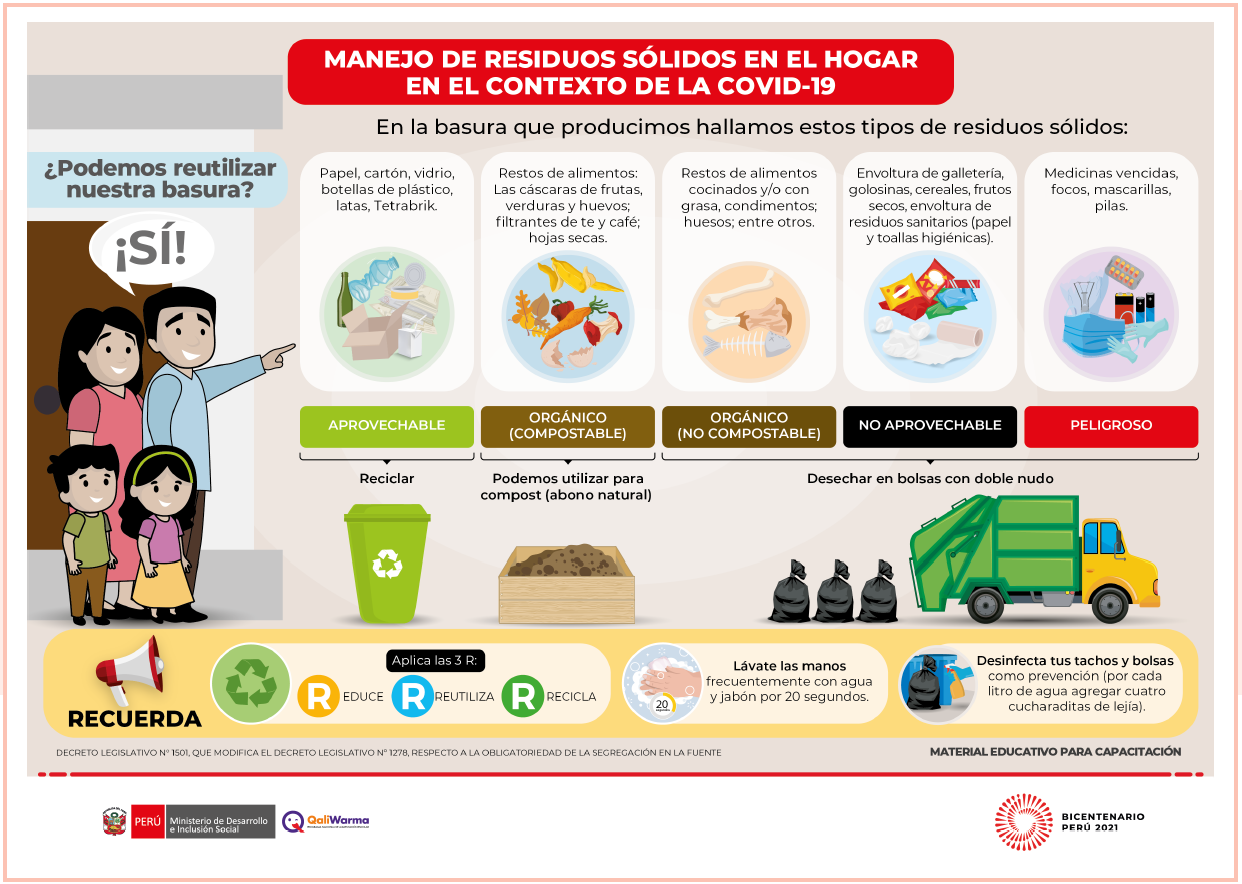 MANEJO DE RESIDUOS SÓLIDOS EN EL HOGAR
EN EL CONTEXTO DE LA COVID-19
En la basura que producimos hallamos estos tipos de residuos sólidos:
¿Podemos reutilizar
nuestra basura?
¡SÍ!
Papel, cartón, vidrio,
botellas de plástico,
latas, Tetrabrik.
Restos de alimentos:
Las cáscaras de frutas,
verduras y huevos;
filtrantes de te y café;
hojas secas.
Restos de alimentos
cocinados y/o con
grasa, condimentos;
huesos; entre otros.
Envoltura de galletería,
golosinas, cereales, frutos
secos, envoltura de
residuos sanitarios (papel
y toallas higiénicas).
Medicinas vencidas,
focos, mascarillas,
pilas.
APROVECHABLE
ORGÁNICO
(COMPOSTABLE)
ORGÁNICO
(NO COMPOSTABLE)
NO APROVECHABLE
PELIGROSO
Reciclar
Podemos utilizar para
compost (abono natural)
Desechar en bolsas con doble nudo
RECUERDA
Aplica las 3 R:
R EDUCE
R REUTILIZA
R RECICLA
20
segundos
Lávate las manos
frecuentemente con agua
y jabón por 20 segundos.
Desinfecta tus tachos y bolsas
como prevención (por cada
litro de agua agregar cuatro
cucharaditas de lejía).
DECRETO LEGISLATIVO N° 1501, QUE MODIFICA EL DECRETO LEGISLATIVO N° 1278, RESPECTO A LA OBLIGATORIEDAD DE LA SEGREGACIÓN EN LA FUENTE
MATERIAL EDUCATIVO PARA CAPACITACIÓN
PERÚ
Ministerio de Desarrollo
e Inclusión Social
QaliWarma
BICENTENARIO
PERÚ 2021